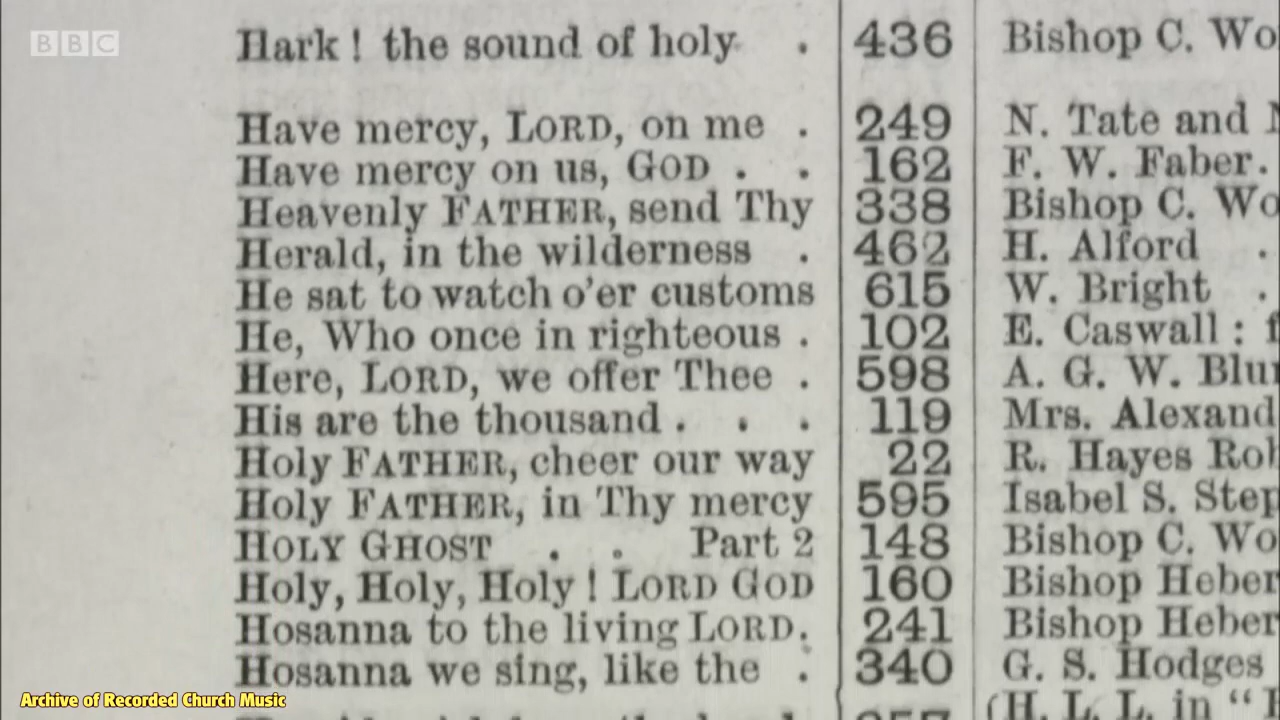 BBC
Hark! the sound of holy . 436 Bishop C. Wo
Have mercy, LORD, on me . 249 N. Tate and
Have mercy on us, GOD . . 162 F. W. Faber.
Heavenly FATHER, send Thy 338 Bishop C. Wo
Herald, in the wilderness . 462 H. Alford .
He sat to watch o'er customs 615 W. Bright .
He, Who once in righteous . 102 E. Caswall : f
Here, LORD, we offer Thee . 598 A. G. W. Blu
His are the thousand . . . 119 Mrs. Alexand
Holy FATHER, cheer our way 22 R. Hayes Rob
Holy FATHER, in Thy mercy 595 Isabel S. Step
HOLY GHOST . . Part 2 148 Bishop C. Wo
Holy, Holy, Holy! LORD GOD 160 Bishop Heber
Hosanna to the living LORD. 241 Bishop Heber
Hosanna we sing, like the . 340 G. S. Hodges
(H. L. L. in "
Archive of Recorded Church Music